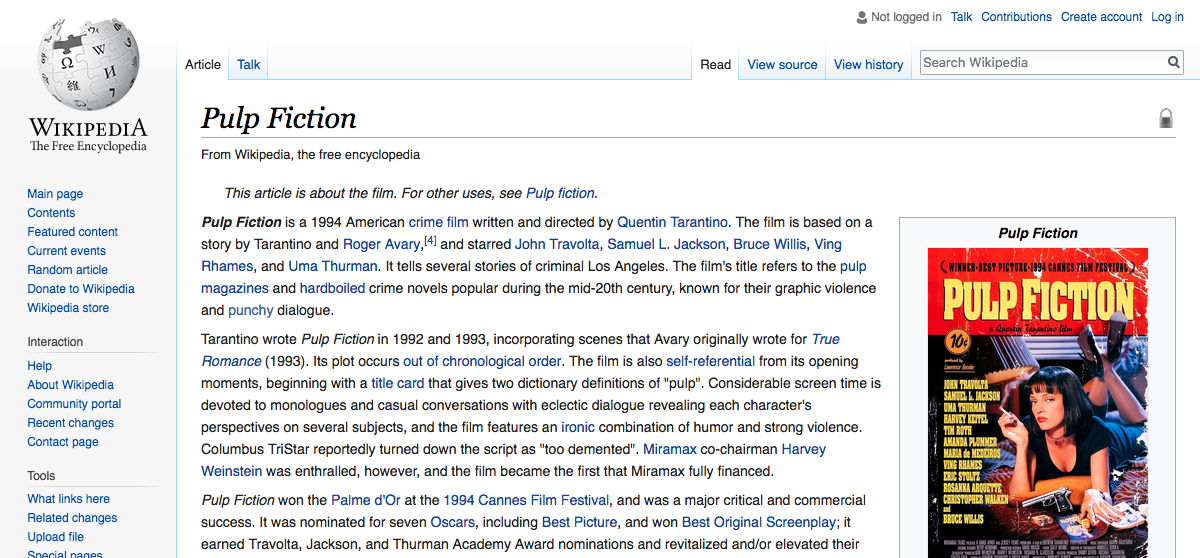 Not logged in Talk Contributions Create account Log in
Article Talk Read View source View history Search Wikipedia
WIKIPEDIA
The Free Encyclopedia
Main page
Contents
Featured content
Current events
Random article
Donate to Wikipedia
Wikipedia store
Interaction
Help
About Wikipedia
Community portal
Recent changes
Contact page
Tools
What links here
Related changes
Upload file
Special pages
Pulp Fiction
From Wikipedia, the free encyclopedia
This article is about the film. For other uses, see Pulp fiction.
Pulp Fiction is a 1994 American crime film written and directed by Quentin Tarantino. The film is based on a
story by Tarantino and Roger Avary,[4] and starred John Travolta, Samuel L. Jackson, Bruce Willis, Ving
Rhames, and Uma Thurman. It tells several stories of criminal Los Angeles. The film's title refers to the pulp
magazines and hardboiled crime novels popular during the mid-20th century, known for their graphic violence
and punchy dialogue.
Tarantino wrote Pulp Fiction in 1992 and 1993, incorporating scenes that Avary originally wrote for True
Romance (1993). Its plot occurs out of chronological order. The film is also self-referential from its opening
moments, beginning with a title card that gives two dictionary definitions of "pulp". Considerable screen time is
devoted to monologues and casual conversations with eclectic dialogue revealing each character's
perspectives on several subjects, and the film features an ironic combination of humor and strong violence.
Columbus TriStar reportedly turned down the script as "too demented". Miramax co-chairman Harvey
Weinstein was enthralled, however, and the film became the first that Miramax fully financed.
Pulp Fiction won the Palme d'Or at the 1994 Cannes Film Festival, and was a major critical and commercial
success. It was nominated for seven Oscars, including Best Picture, and won Best Original Screenplay; it
earned Travolta, Jackson, and Thurman Academy Award nominations and revitalized and/or elevated their
Pulp Fiction
WINNER-BEST PICTURE-1994 CANNES FILM FESTIVAL
PULP FICTION
a Quentin Tarantino film
10¢
produced by
Lawrence Bender
JOHN TRAVOLTA
SAMUEL L. JACKSON
UMA THURMAN
HARVEY KEITEL
TIM ROTH
AMANDA PLUMMER
MARIA de MEDEIROS
VING RHAMES
ERIC STOLTZ
ROSANNA ARQUETTE
CHRISTOPHER WALKEN
and
BRUCE WILLIS